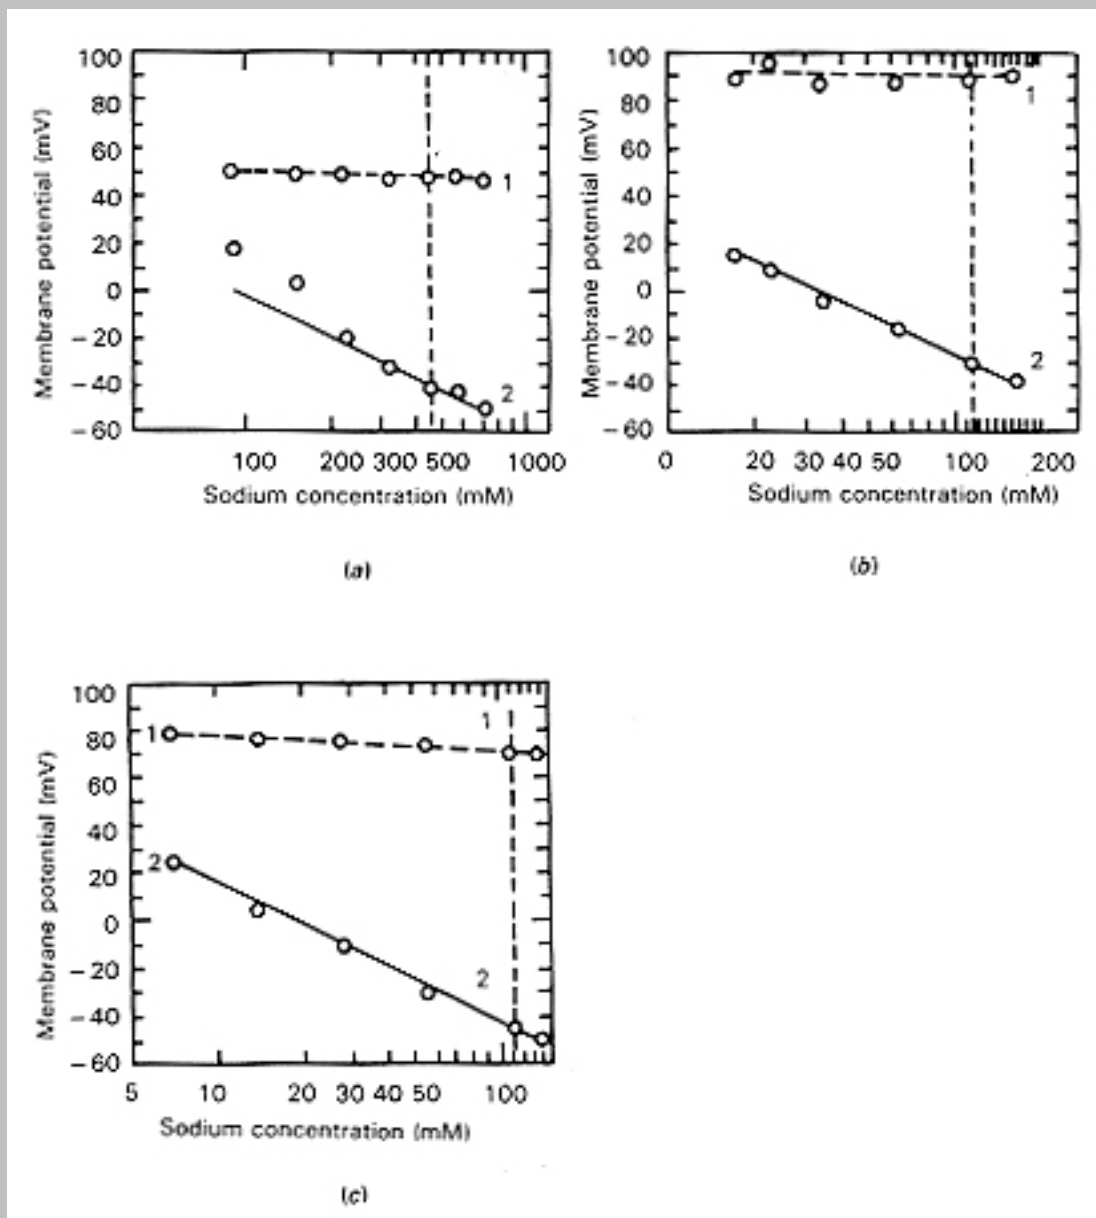 100
80
60
40
20
0
−20
−40
−60
Membrane potential (mV)
1
2
100 200 300 500 1000
Sodium concentration (mM)
(a)
100
80
60
40
20
0
−20
−40
−60
Membrane potential (mV)
1
2
0 20 30 40 50 100 200
Sodium concentration (mM)
(b)
100
80
60
40
20
0
−20
−40
−60
Membrane potential (mV)
1 1
2
2
5 10 20 30 40 50 100
Sodium concentration (mM)
(c)